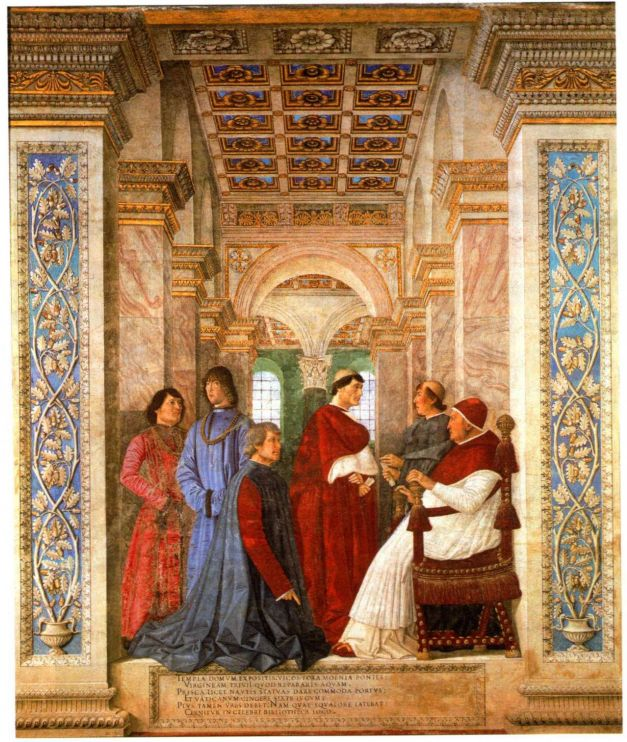 TEMPLA DOMVM EXPOSITIS VICOS FORA MOENIA PONTES
VIRGINEAM TRIVII QVOD REPARARIS AQVAM
PRISCA LICET NAVTIS STATVAS DARE COMMODA PORTVS
ET VATICANVM CINGERE SIXTE IVGVM
PLVS TAMEN VRBS DEBET NAM QVAE SQVALORE LATEBAT
CERNITVR IN CELEBRI BIBLIOTHECA LOCO